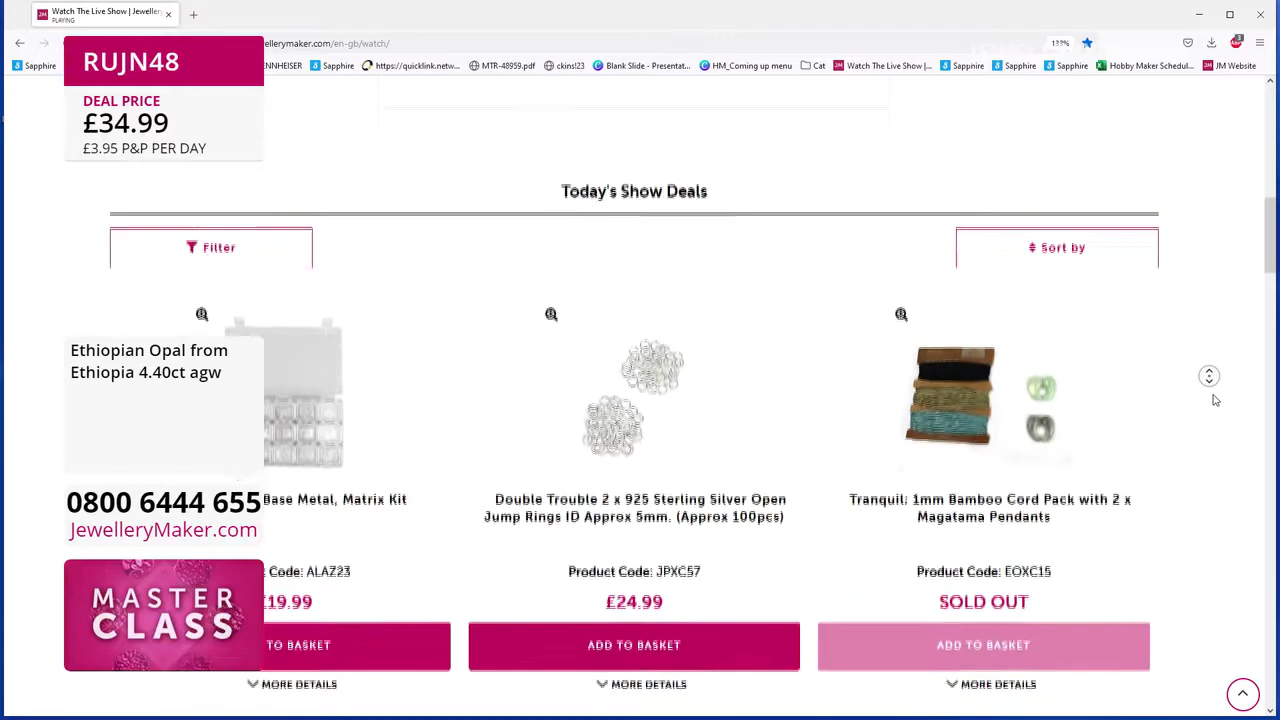 Watch The Live Show | Jewellery
PLAYING
RUJN48
ellerymaker.com/en-gb/watch/
133%
3
Sapphire
ENNHEISER
Sapphire
https://quicklink.netw...
MTR-48959.pdf
ckins!23
Blank Slide - Presentat...
HM_Coming up menu
Cat
Watch The Live Show |...
Sapphire
Sapphire
Sapphire
Hobby Maker Schedul...
JM Website
DEAL PRICE
£34.99
£3.95 P&P PER DAY
Today's Show Deals
Filter
Sort by
Ethiopian Opal from
Ethiopia 4.40ct agw
0800 6444 655
JewelleryMaker.com
MASTER
CLASS
Base Metal, Matrix Kit
Code: ALAZ23
£19.99
TO BASKET
MORE DETAILS
Double Trouble 2 x 925 Sterling Silver Open
Jump Rings ID Approx 5mm. (Approx 100pcs)
Product Code: JPXC57
£24.99
ADD TO BASKET
MORE DETAILS
Tranquil; 1mm Bamboo Cord Pack with 2 x
Magatama Pendants
Product Code: EOXC15
SOLD OUT
ADD TO BASKET
MORE DETAILS